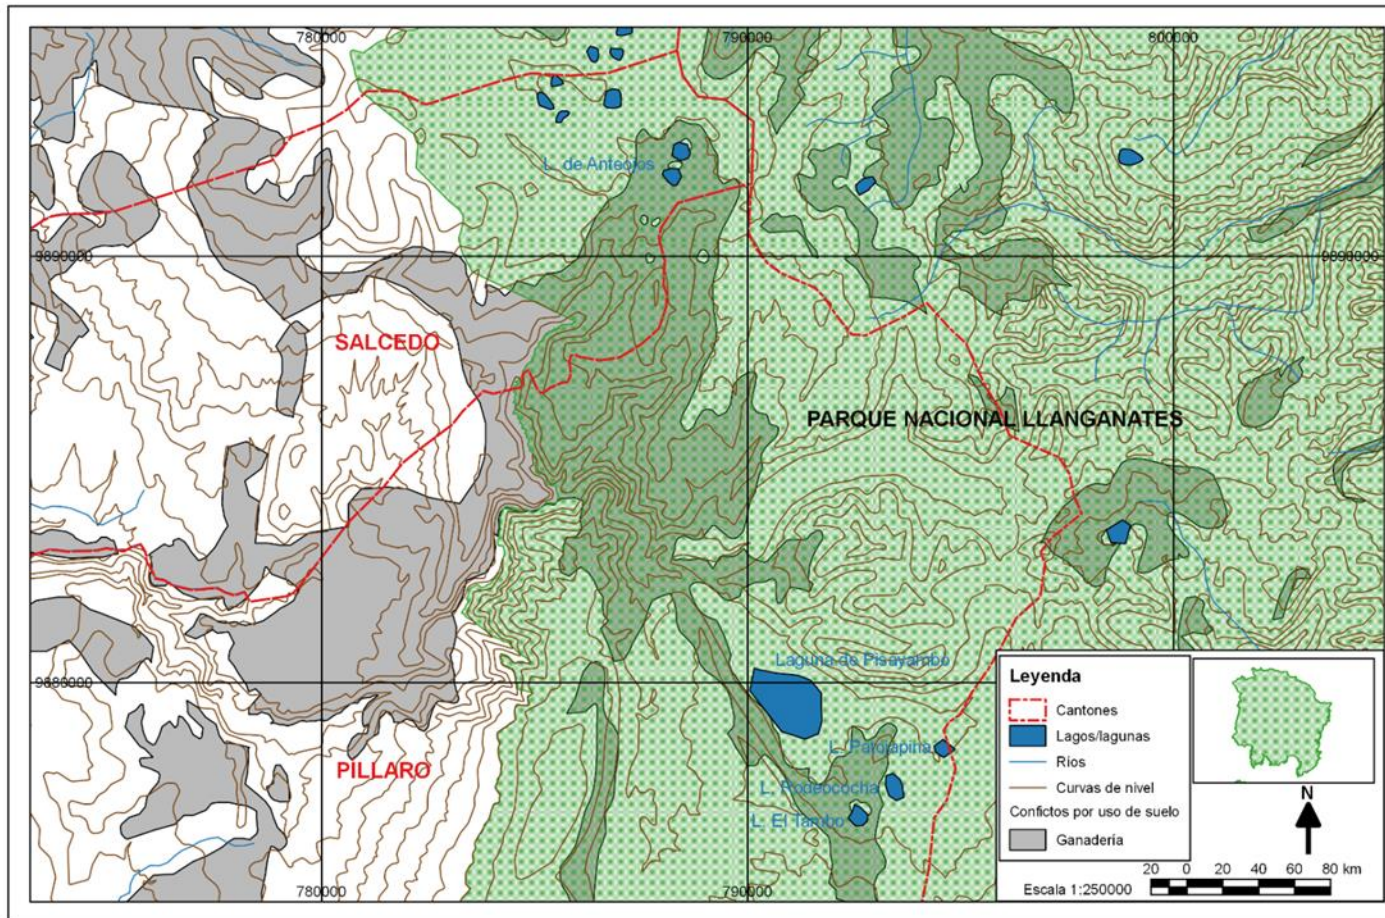 780000
790000
800000
L. de Anteojos
9890000
9890000
SALCEDO
PARQUE NACIONAL LLANGANATES
Laguna de Pisayambo
9880000
L. Patojapina
PILLARO
L. Rodeococha
L. El Tambo
780000
790000
Leyenda
Cantones
Lagos/lagunas
Ríos
Curvas de nivel
Confictos por uso de suelo
Ganadería
N
20 0 20 40 60 80 km
Escala 1:250000